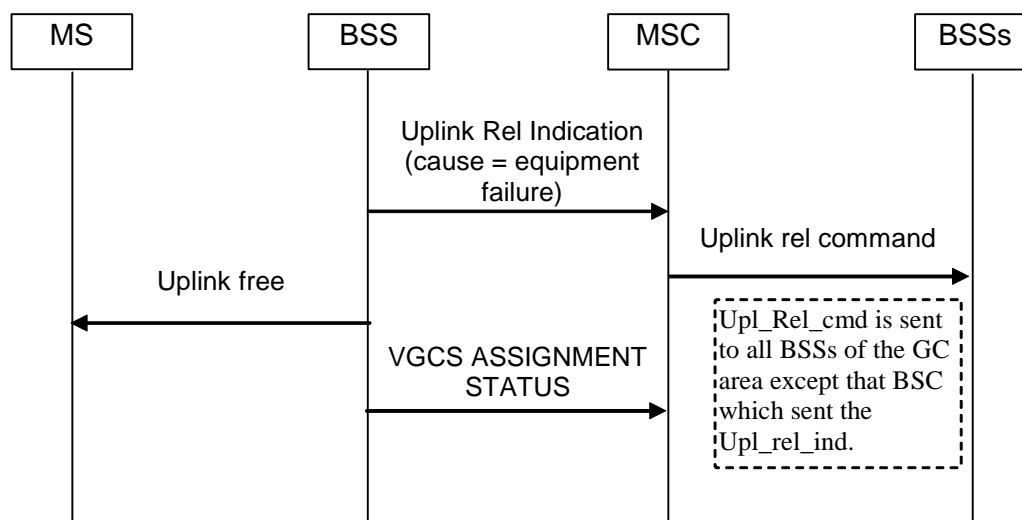 MS
BSS
MSC
BSSs
Uplink Rel Indication
(cause = equipment
failure)
Uplink rel command
Uplink free
Upl_Rel_cmd is sent
to all BSSs of the GC
area except that BSC
which sent the
Upl_rel_ind.
VGCS ASSIGNMENT
STATUS